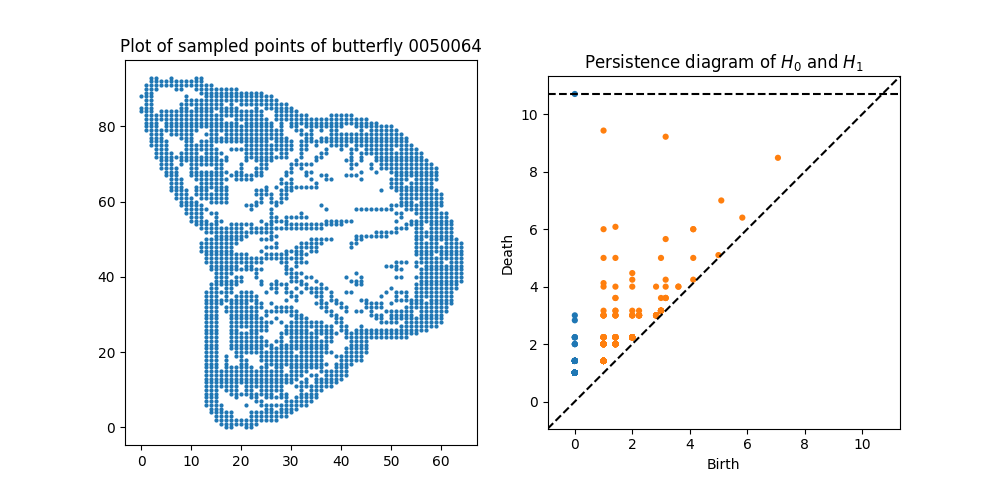 Plot of sampled points of butterfly 0050064
80
60
40
20
0
0 10 20 30 40 50 60
Persistence diagram of $H_0$ and $H_1$
Death
10
8
6
4
2
0
0 2 4 6 8 10
Birth